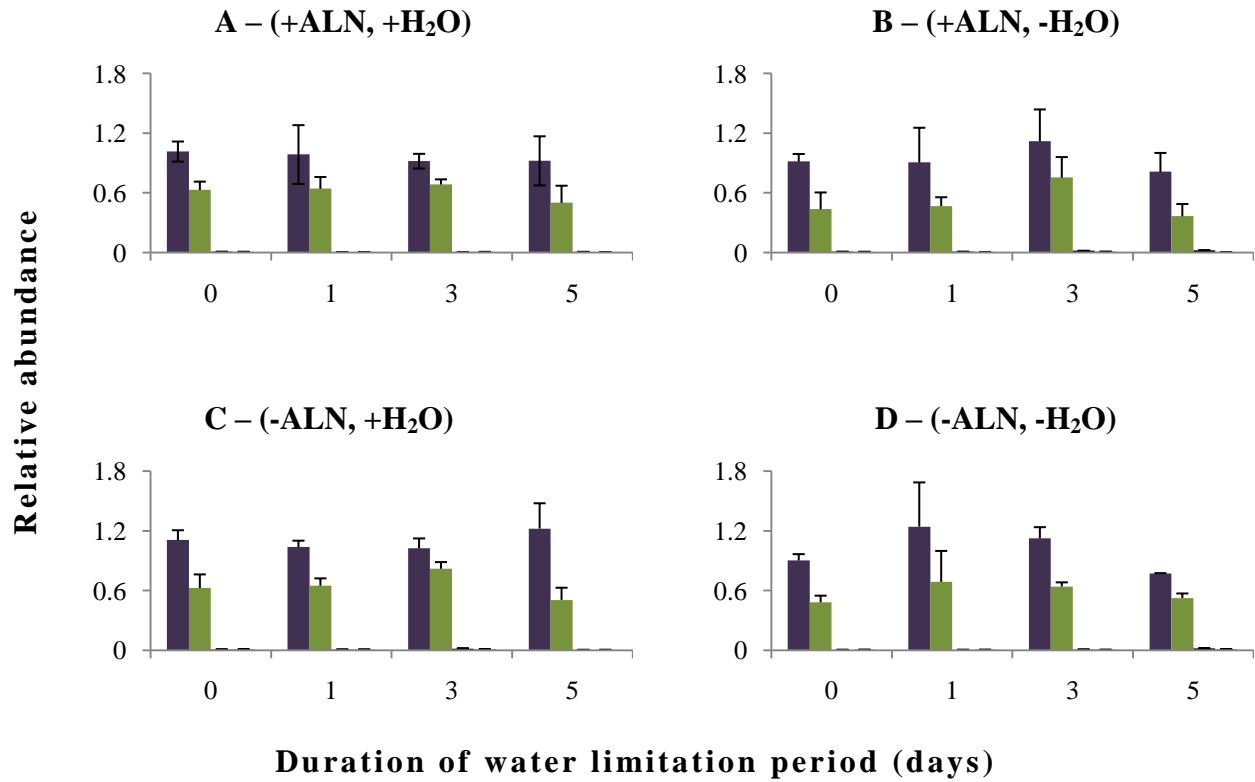 A – (+ALN, +H₂O)
B – (+ALN, -H₂O)
1.8
1.2
0.6
0
0 1 3 5
1.8
1.2
0.6
0
0 1 3 5
Relative abundance
C – (-ALN, +H₂O)
D – (-ALN, -H₂O)
1.8
1.2
0.6
0
0 1 3 5
1.8
1.2
0.6
0
0 1 3 5
Duration of water limitation period (days)